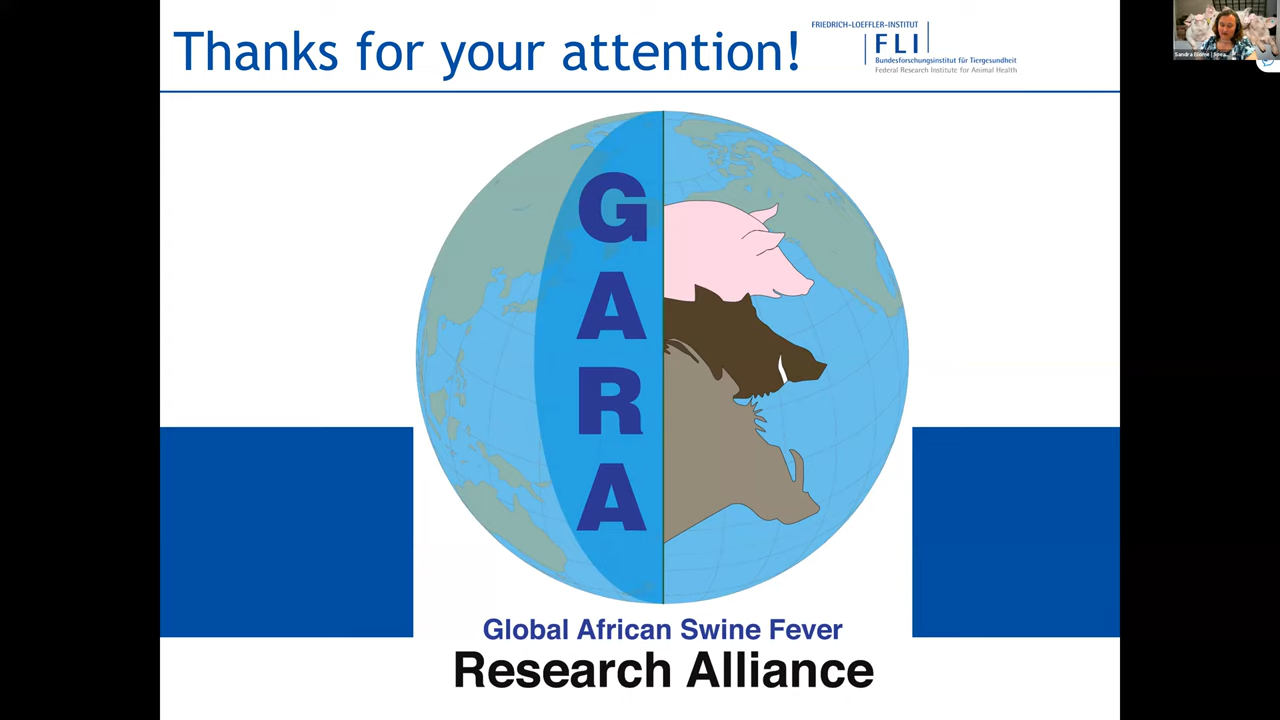 Thanks for your attention!
FRIEDRICH-LOEFFLER-INSTITUT
FLI
Bundesforschungsinstitut für Tiergesundheit
Federal Research Institute for Animal Health
G
A
R
A
Global African Swine Fever
Research Alliance